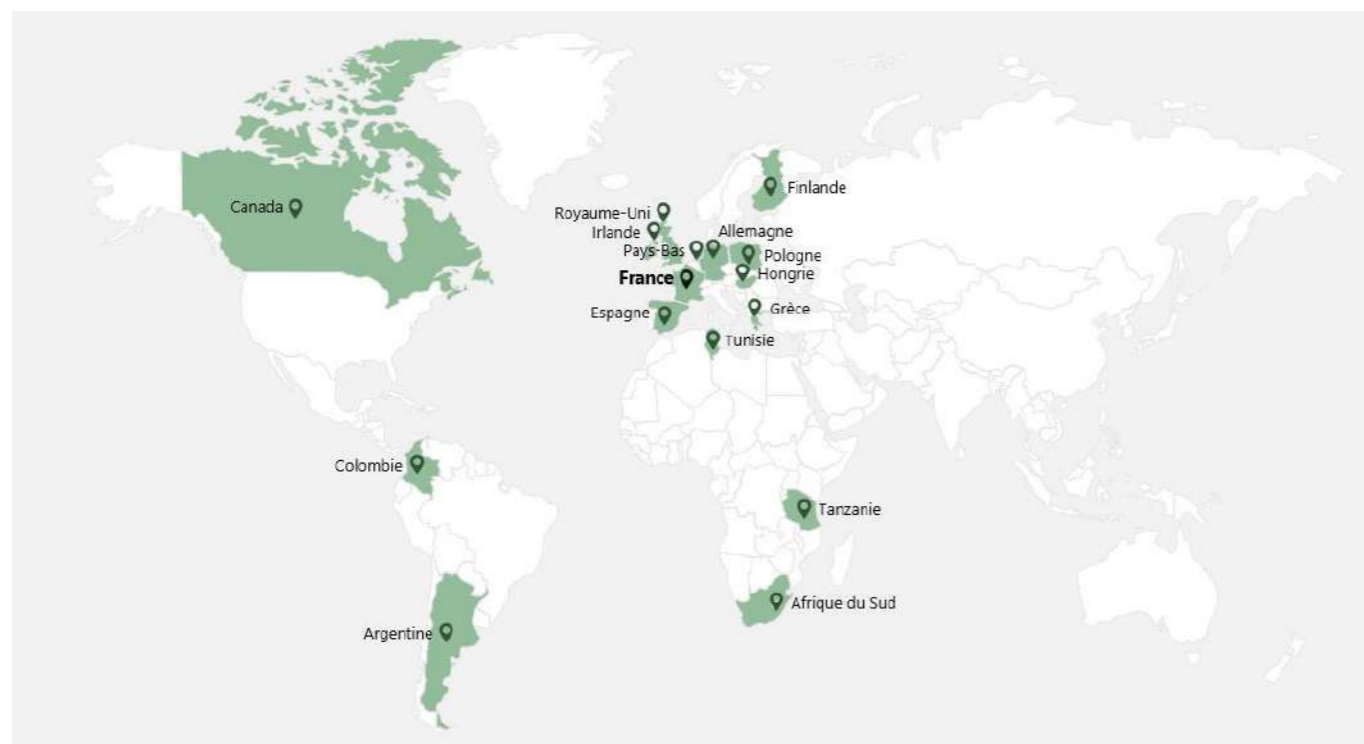 Finlande
Canada
Royaume-Uni
Irlande
Allemagne
Pays-Bas
Pologne
Hongrie
France
Grèce
Espagne
Tunisie
Colombie
Tanzanie
Afrique du Sud
Argentine